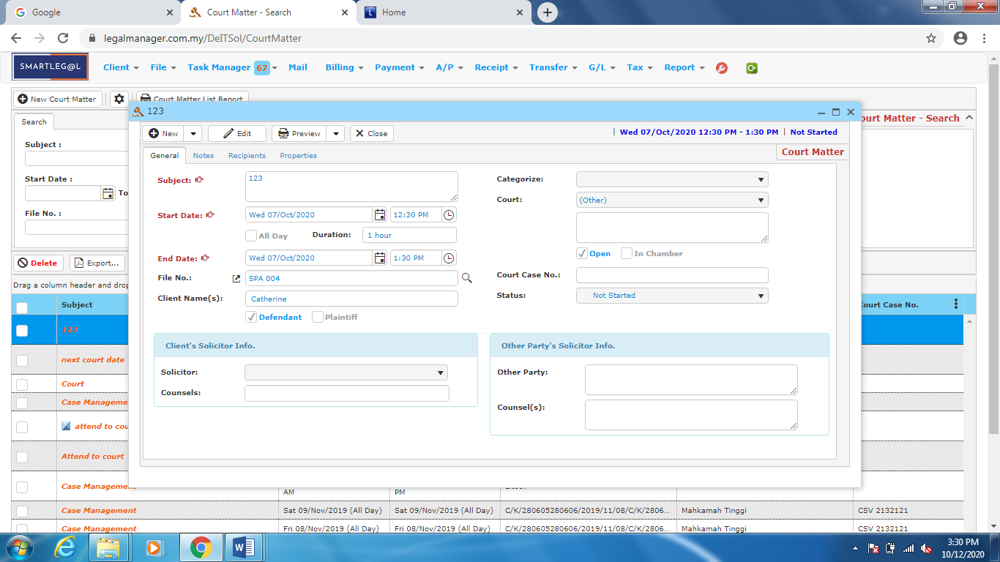 Google
Court Matter - Search
Home
legalmanager.com.my/DeITSol/CourtMatter
SMARTLEG@L
Client File Task Manager 67 Mail Billing Payment A/P Receipt Transfer G/L Tax Report
New Court Matter Court Matter List Report
123
Search
Court Matter - Search
New Edit Preview Close
Wed 07/Oct/2020 12:30 PM - 1:30 PM | Not Started
Subject :
General Notes Recipients Properties
Court Matter
Start Date :
To
File No. :
Subject: 123
Categorize:
Court: (Other)
Start Date: Wed 07/Oct/2020 12:30 PM
All Day Duration: 1 hour
Open In Chamber
End Date: Wed 07/Oct/2020 1:30 PM
File No.: SPA 004
Court Case No.:
Client Name(s): Catherine
Status: Not Started
Defendant Plaintiff
Delete Export...
Drag a column header and drop
Subject
Court Case No.
123
next court date
Court
Case Management
attend to cou
Attend to court
Client's Solicitor Info.
Other Party's Solicitor Info.
Solicitor:
Other Party:
Counsels:
Counsel(s):
Case Management
AM PM
Case Management Sat 09/Nov/2019 (All Day) Sat 09/Nov/2019 (All Day) C/K/280605280606/2019/11/08/C/K/2806... Mahkamah Tinggi CSV 2132121
Case Management Fri 08/Nov/2019 (All Day) Fri 08/Nov/2019 (All Day) C/K/280605280606/2019/11/08/C/K/2806... Mahkamah Tinggi CSV 2132121
3:30 PM
10/12/2020